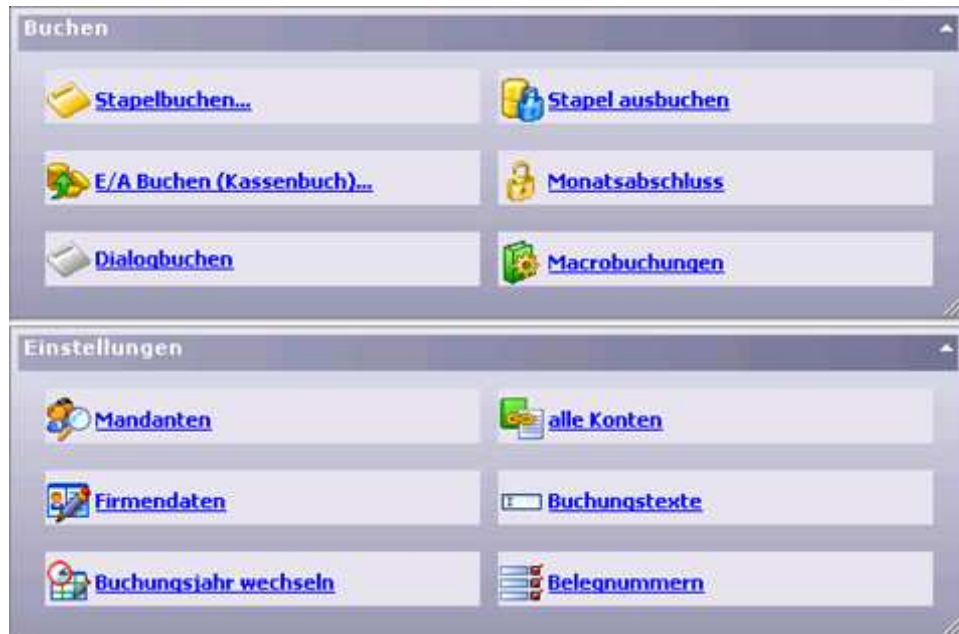 Buchen
Stapelbuchen... Stapel ausbuchen
E/A Buchen (Kassenbuch)... Monatsabschluss
Dialogbuchen Macrobuchungen
Einstellungen
Mandanten alle Konten
Firmendaten Buchungstexte
Buchungsjahr wechseln Belegnummern